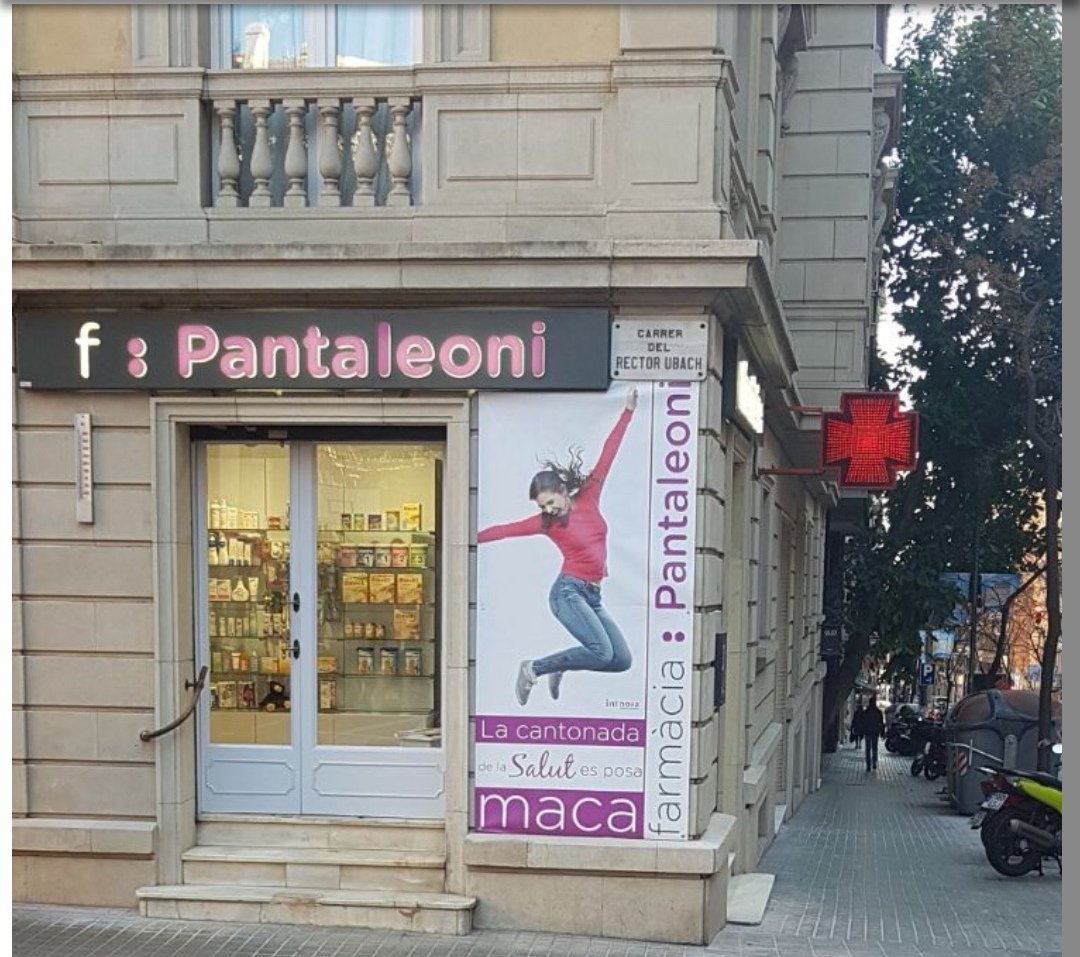 f : Pantaleoni
CARRER
DEL
RECTOR UBACH
farmàcia : Pantaleoni
La cantonada
de la Salut es posa
maca
P